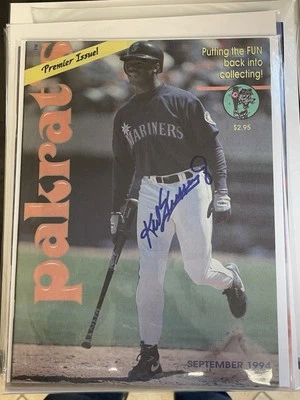 Premier Issue!
Putting the FUN
back into
collecting!
$2.95
pakrats
MARINERS
SEPTEMBER 1994